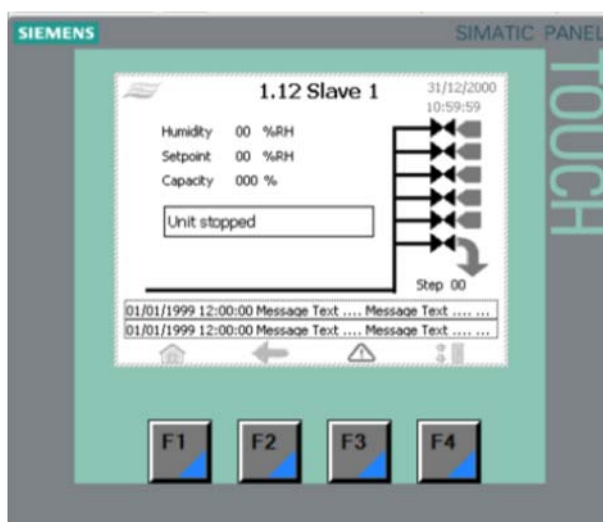 SIEMENS
SIMATIC PANEL
TOUCH
1.12 Slave 1
31/12/2000
10:59:59
Humidity 00 %RH
Setpoint 00 %RH
Capacity 000 %
Unit stopped
Step 00
01/01/1999 12:00:00 Message Text .... Message Text .... ...
01/01/1999 12:00:00 Message Text .... Message Text .... ...
F1 F2 F3 F4